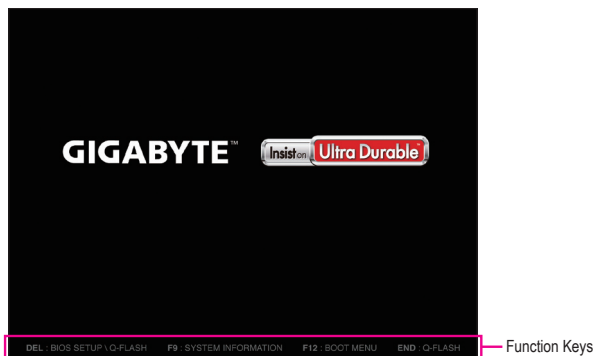 GIGABYTE™ Insist on Ultra Durable™
DEL : BIOS SETUP \ Q-FLASH F9 : SYSTEM INFORMATION F12 : BOOT MENU END : Q-FLASH
Function Keys